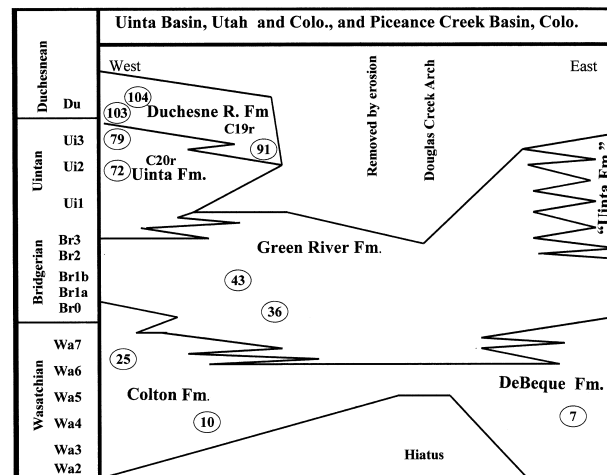 Uinta Basin, Utah and Colo., and Piceance Creek Basin, Colo.
West
East
Duchesnean
Du
104
103
Duchesne R. Fm
C19r
Removed by erosion
Douglas Creek Arch
Uintan
Ui3
79
91
C20r
Ui2
72
Uinta Fm.
"Uinta Fm"
Ui1
Bridgerian
Br3
Br2
Green River Fm.
Br1b
43
Br1a
Br0
36
Wasatchian
Wa7
25
Wa6
DeBeque Fm.
Wa5
Colton Fm.
Wa4
10
7
Wa3
Hiatus
Wa2